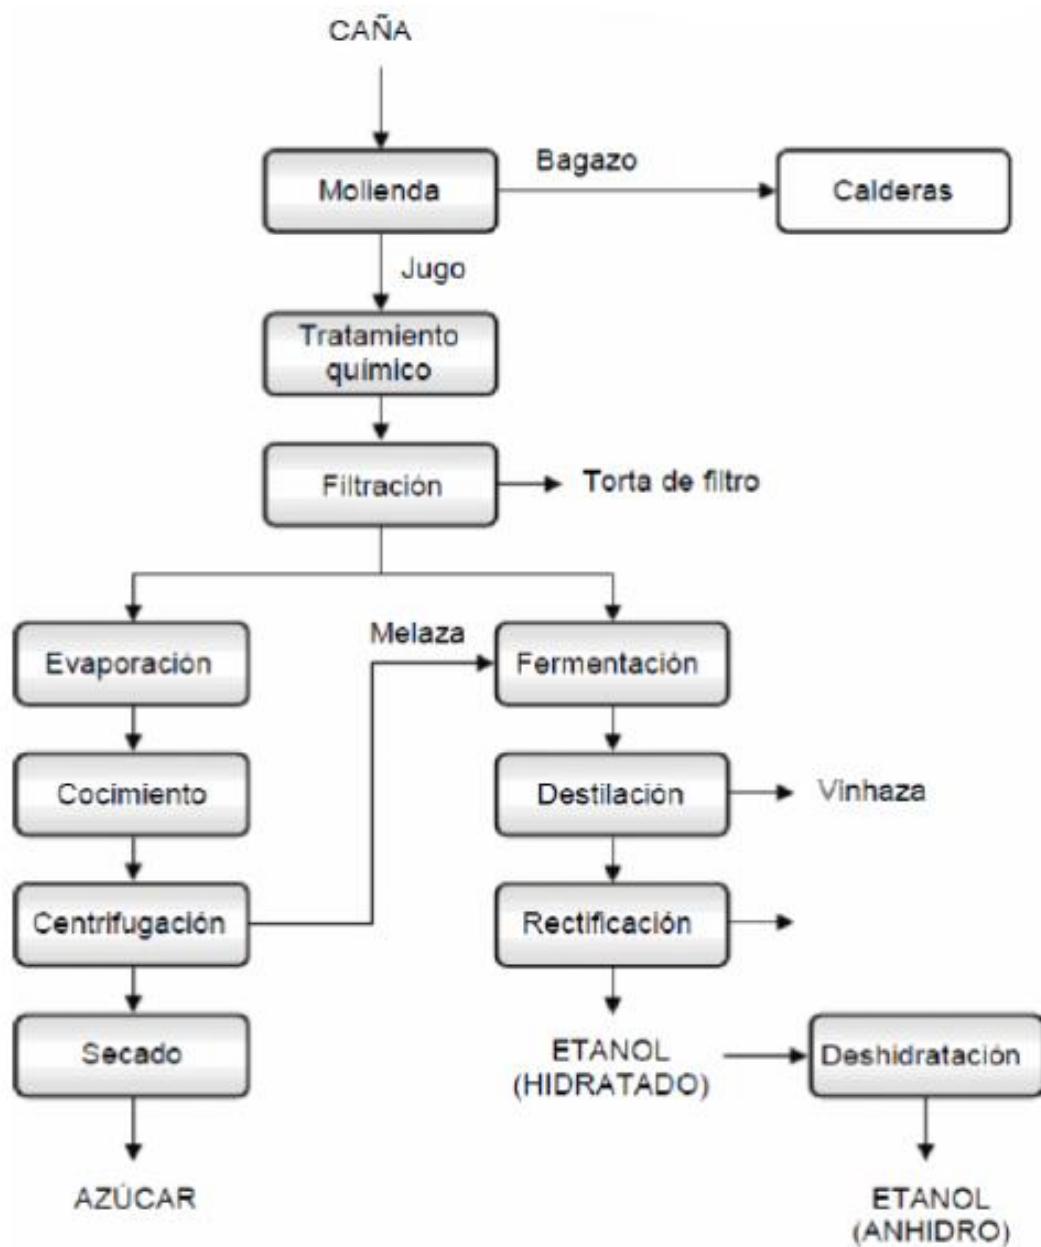 CAÑA
Molienda
Bagazo
Calderas
Jugo
Tratamiento
químico
Filtración
Torta de filtro
Evaporación
Melaza
Fermentación
Cocimiento
Destilación
Vinhaza
Centrifugación
Rectificación
Secado
ETANOL
(HIDRATADO)
Deshidratación
AZÚCAR
ETANOL
(ANHIDRO)